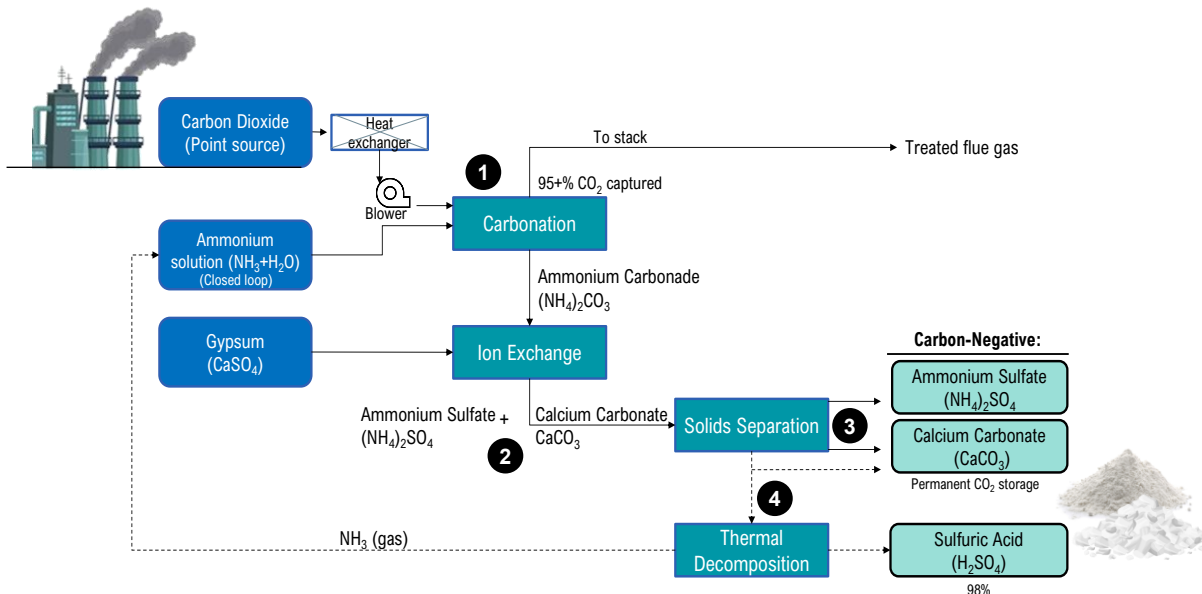 Carbon Dioxide
(Point source)
Heat
exchanger
To stack
Treated flue gas
1
95+% CO₂ captured
Blower
Carbonation
Ammonium
solution (NH₃+H₂O)
(Closed loop)
Ammonium Carbonade
(NH₄)₂CO₃
Gypsum
(CaSO₄)
Ion Exchange
Carbon-Negative:
Ammonium Sulfate +
(NH₄)₂SO₄
2
Calcium Carbonate
CaCO₃
Solids Separation
3
Ammonium Sulfate
(NH₄)₂SO₄
Calcium Carbonate
(CaCO₃)
Permanent CO₂ storage
4
NH₃ (gas)
Thermal
Decomposition
Sulfuric Acid
(H₂SO₄)
98%